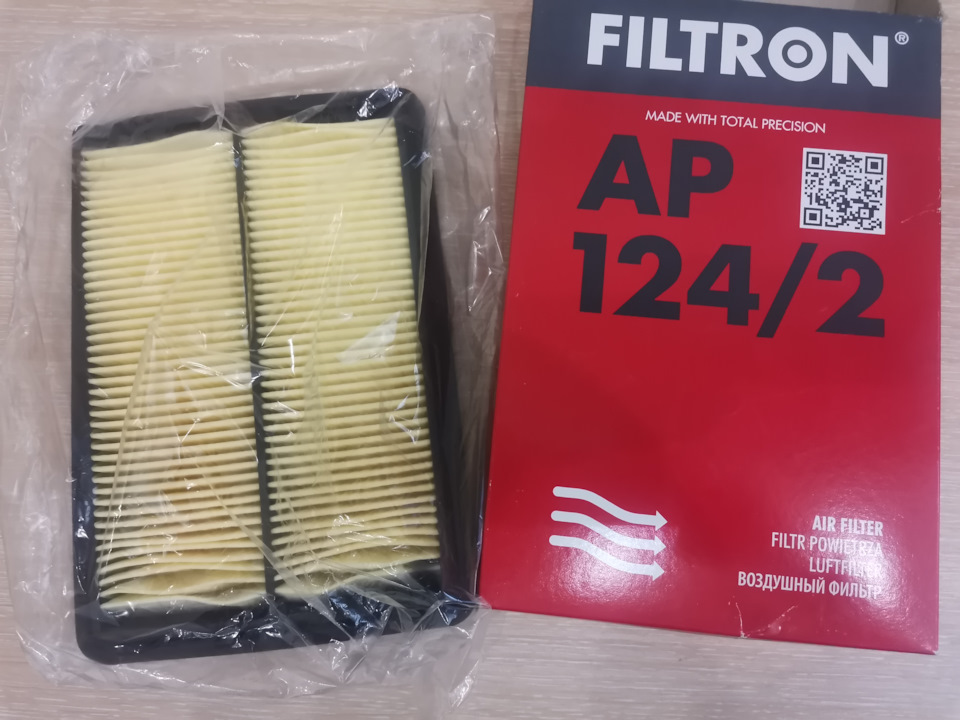 FILTRON®
MADE WITH TOTAL PRECISION
AP
124/2
AIR FILTER
FILTR POWIETRZA
LUFTFILTER
ВОЗДУШНЫЙ ФИЛЬТР